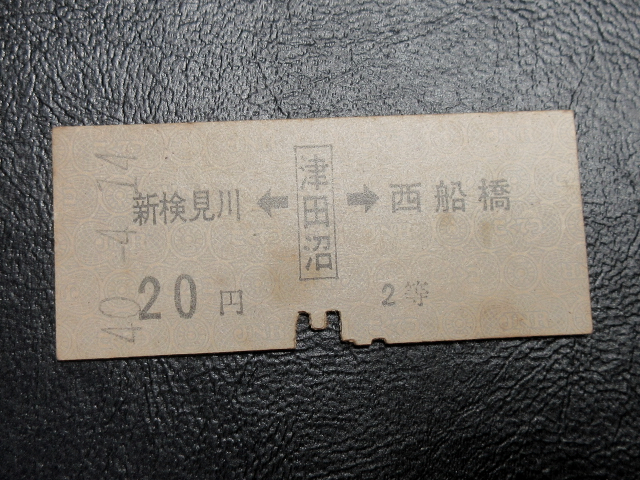 40.-4.14
新検見川 ← 津田沼 → 西船橋
20円 2等